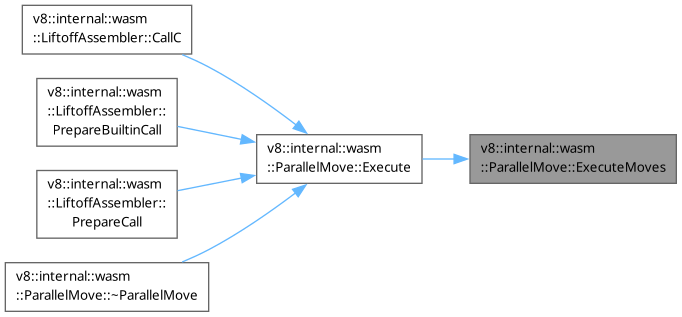 v8::internal::wasm
::LiftoffAssembler::CallC
v8::internal::wasm
::LiftoffAssembler::
PrepareBuiltinCall
v8::internal::wasm
::LiftoffAssembler::
PrepareCall
v8::internal::wasm
::ParallelMove::~ParallelMove
v8::internal::wasm
::ParallelMove::Execute
v8::internal::wasm
::ParallelMove::ExecuteMoves